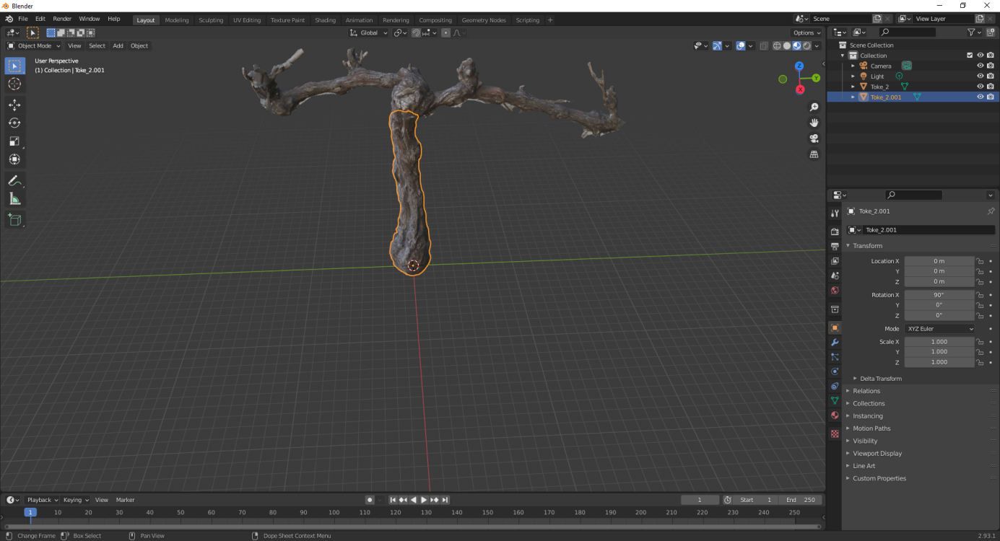 Blender
File Edit Render Window Help Layout Modeling Sculpting UV Editing Texture Paint Shading Animation Rendering Compositing Geometry Nodes Scripting + Scene View Layer
Global Options
Object Mode View Select Add Object
User Perspective
(1) Collection | Toke_2.001
Z
Y
X
Scene Collection
Collection
Camera
Light
Toke_2
Toke_2.001
Toke_2.001
Toke_2.001
Transform
Location X 0 m
Y 0 m
Z 0 m
Rotation X 90°
Y 0°
Z 0°
Mode XYZ Euler
Scale X 1.000
Y 1.000
Z 1.000
Delta Transform
Relations
Collections
Instancing
Motion Paths
Visibility
Viewport Display
Line Art
Custom Properties
Playback Keying View Marker 1 Start 1 End 250
1 10 20 30 40 50 60 70 80 90 100 110 120 130 140 150 160 170 180 190 200 210 220 230 240 250
Change Frame Box Select Pan View Dope Sheet Context Menu 2.93.1